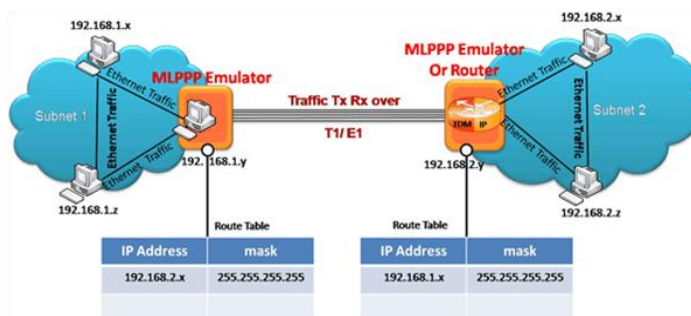 192.168.1.x
192.168.2.x
MLPPP Emulator
MLPPP Emulator
Or Router
Ethernet Traffic
Ethernet Traffic
Subnet 1
Ethernet Traffic
Ethernet Traffic
Traffic Tx Rx over
T1/ E1
TDM
IP
Ethernet Traffic
Ethernet Traffic
Subnet 2
192.168.1.z
192.168.1.y
192.168.2.y
192.168.2.z
Route Table
Route Table
IP Address mask
192.168.2.x 255.255.255.255
IP Address mask
192.168.1.x 255.255.255.255